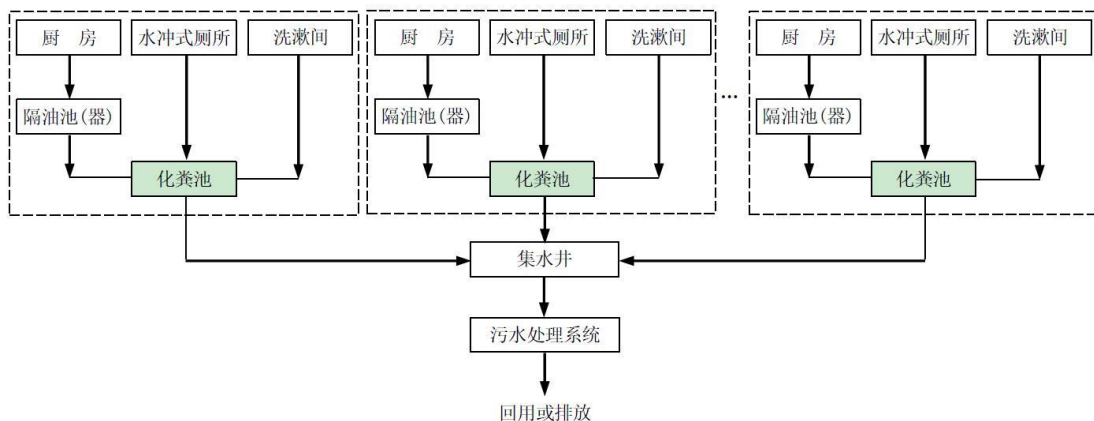 厨　房 水冲式厕所 洗漱间 厨　房 水冲式厕所 洗漱间 厨　房 水冲式厕所 洗漱间
隔油池(器) 隔油池(器) … 隔油池(器)
化粪池 化粪池 化粪池
集水井
污水处理系统
回用或排放